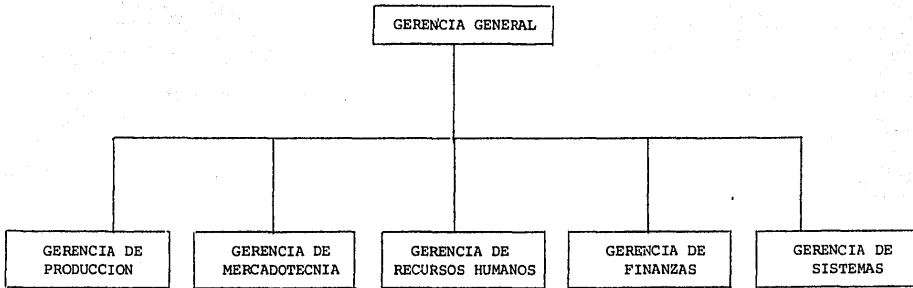 GERENCIA GENERAL
GERENCIA DE
PRODUCCION
GERENCIA DE
MERCADOTECNIA
GERENCIA DE
RECURSOS HUMANOS
GERENCIA DE
FINANZAS
GERENCIA DE
SISTEMAS